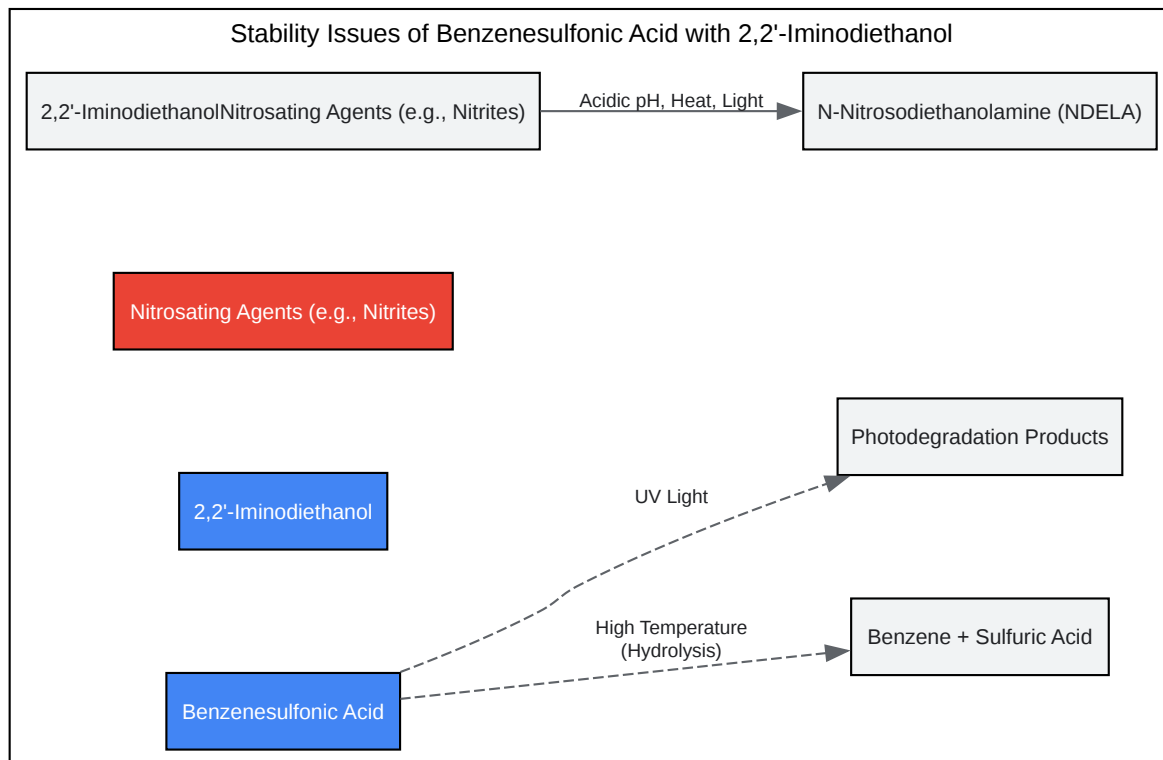 Stability Issues of Benzenesulfonic Acid with 2,2'-Iminodiethanol
2,2'-IminodiethanolNitrosating Agents (e.g., Nitrites)
Acidic pH, Heat, Light
N-Nitrosodiethanolamine (NDELA)
Nitrosating Agents (e.g., Nitrites)
Photodegradation Products
2,2'-Iminodiethanol
UV Light
High Temperature
(Hydrolysis)
Benzene + Sulfuric Acid
Benzenesulfonic Acid